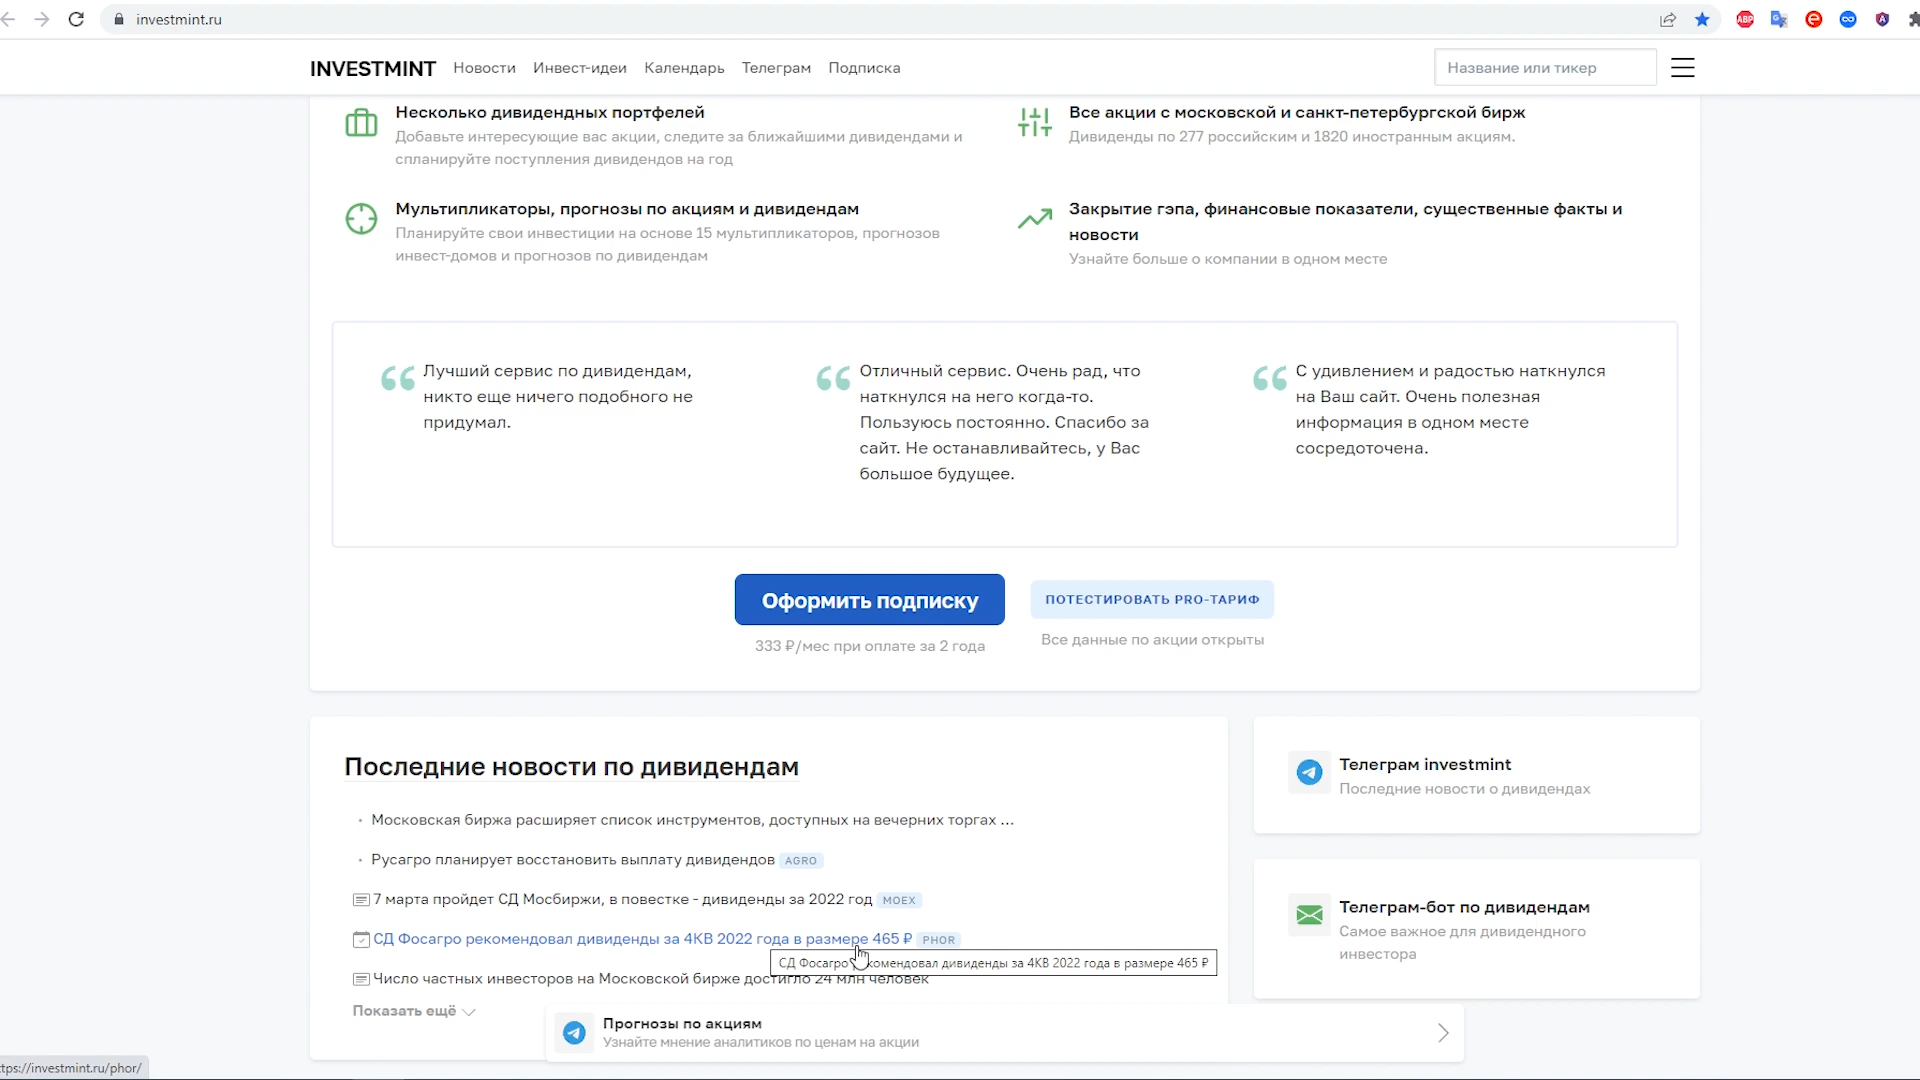 investmint.ru
INVESTMINT Новости Инвест-идеи Календарь Телеграм Подписка
Название или тикер
Несколько дивидендных портфелей
Добавьте интересующие вас акции, следите за ближайшими дивидендами и
спланируйте поступления дивидендов на год
Все акции с московской и санкт-петербургской бирж
Дивиденды по 277 российским и 1820 иностранным акциям.
Мультипликаторы, прогнозы по акциям и дивидендам
Планируйте свои инвестиции на основе 15 мультипликаторов, прогнозов
инвест-домов и прогнозов по дивидендам
Закрытие гэпа, финансовые показатели, существенные факты и
новости
Узнайте больше о компании в одном месте
Лучший сервис по дивидендам,
никто еще ничего подобного не
придумал.
Отличный сервис. Очень рад, что
наткнулся на него когда-то.
Пользуюсь постоянно. Спасибо за
сайт. Не останавливайтесь, у Вас
большое будущее.
С удивлением и радостью наткнулся
на Ваш сайт. Очень полезная
информация в одном месте
сосредоточена.
Оформить подписку
333 ₽/мес при оплате за 2 года
ПОТЕСТИРОВАТЬ PRO-ТАРИФ
Все данные по акции открыты
Последние новости по дивидендам
Московская биржа расширяет список инструментов, доступных на вечерних торгах ...
Русагро планирует восстановить выплату дивидендов AGRO
7 марта пройдет СД Мосбиржи, в повестке - дивиденды за 2022 год MOEX
СД Фосагро рекомендовал дивиденды за 4КВ 2022 года в размере 465 ₽ PHOR
СД Фосагро рекомендовал дивиденды за 4КВ 2022 года в размере 465 ₽
Число частных инвесторов на Московской бирже достигло 24 млн человек
Показать ещё
Телеграм investmint
Последние новости о дивидендах
Телеграм-бот по дивидендам
Самое важное для дивидендного
инвестора
Прогнозы по акциям
Узнайте мнение аналитиков по ценам на акции
tps://investmint.ru/phor/
ABP